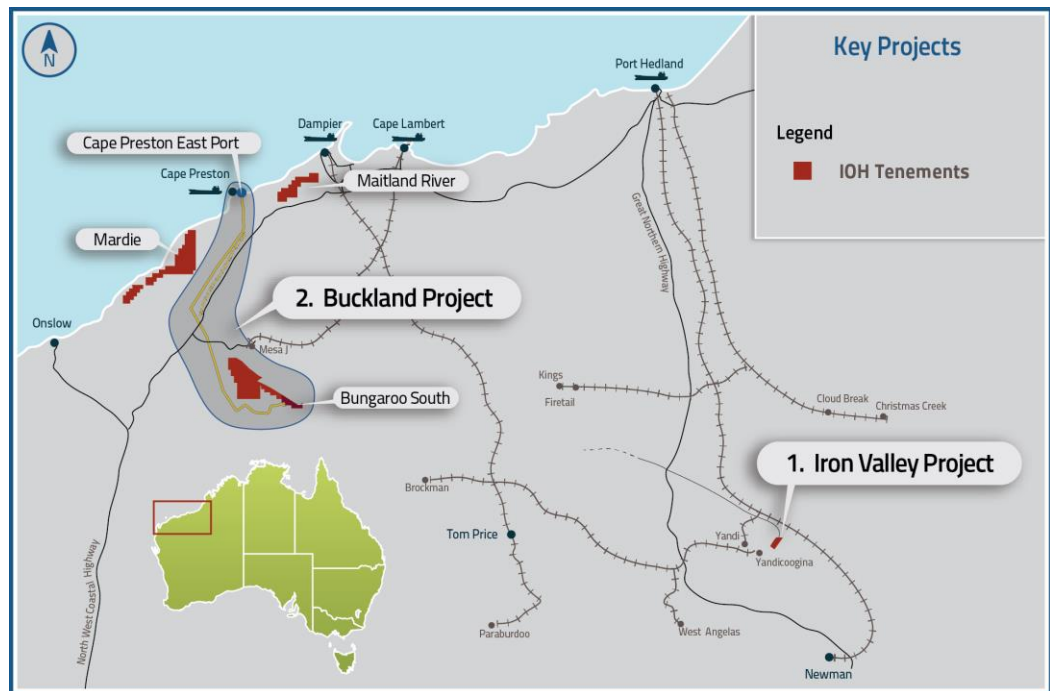 N
Key Projects
Legend
IOH Tenements
Port Hedland
Dampier
Cape Lambert
Cape Preston East Port
Cape Preston
Maitland River
Mardie
Great Northern Highway
2. Buckland Project
Onslow
Mesa J
Bungaroo South
Kings
Firetail
Cloud Break
Christmas Creek
1. Iron Valley Project
Brockman
Tom Price
Yandi
Yandicoogina
North West Coastal Highway
Paraburdoo
West Angelas
Newman